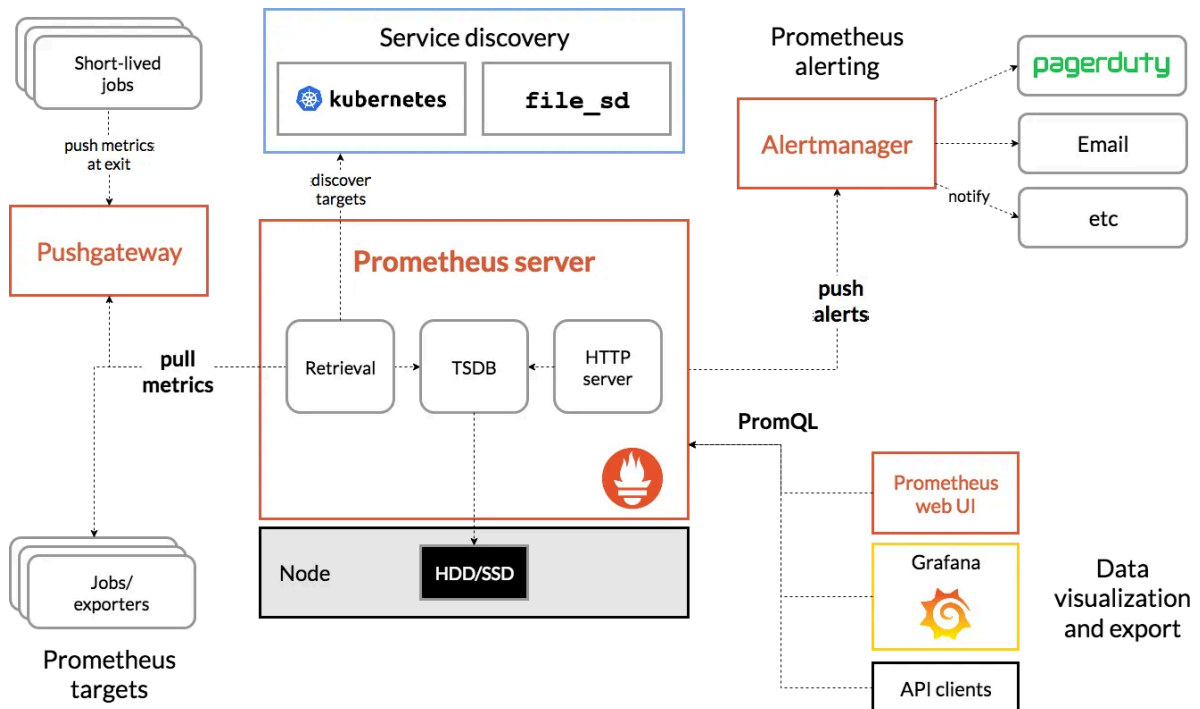 Short-lived
jobs
push metrics
at exit
Pushgateway
pull
metrics
Jobs/
exporters
Prometheus
targets
Service discovery
kubernetes
file_sd
discover
targets
Prometheus server
Retrieval
TSDB
HTTP
server
Node
HDD/SSD
Prometheus
alerting
Alertmanager
pagerduty
Email
notify
etc
push
alerts
PromQL
Prometheus
web UI
Grafana
API clients
Data
visualization
and export